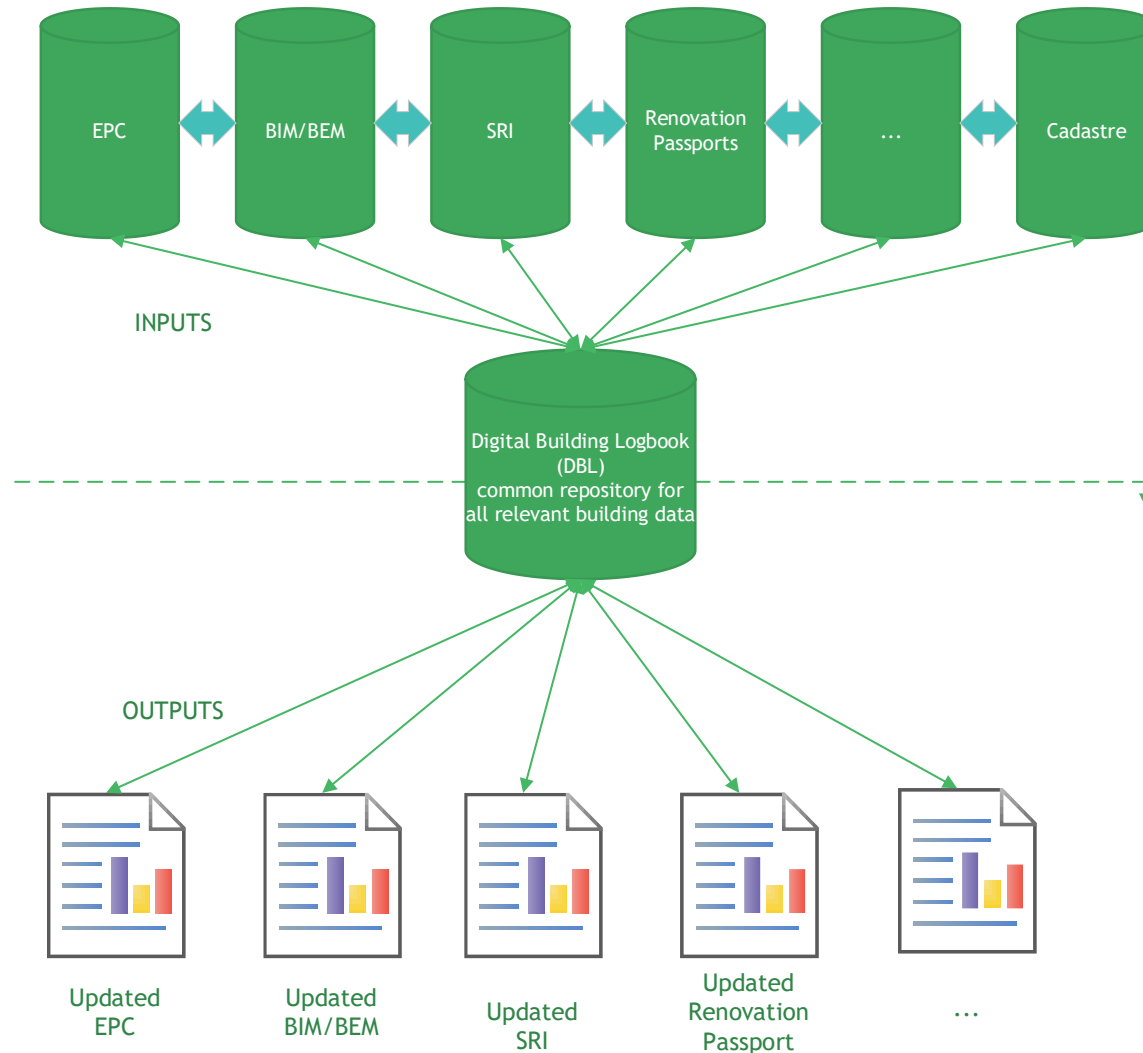 EPC
BIM/BEM
SRI
Renovation
Passports
...
Cadastre
INPUTS
Digital Building Logbook
(DBL)
common repository for
all relevant building data
OUTPUTS
Updated
EPC
Updated
BIM/BEM
Updated
SRI
Updated
Renovation
Passport
...